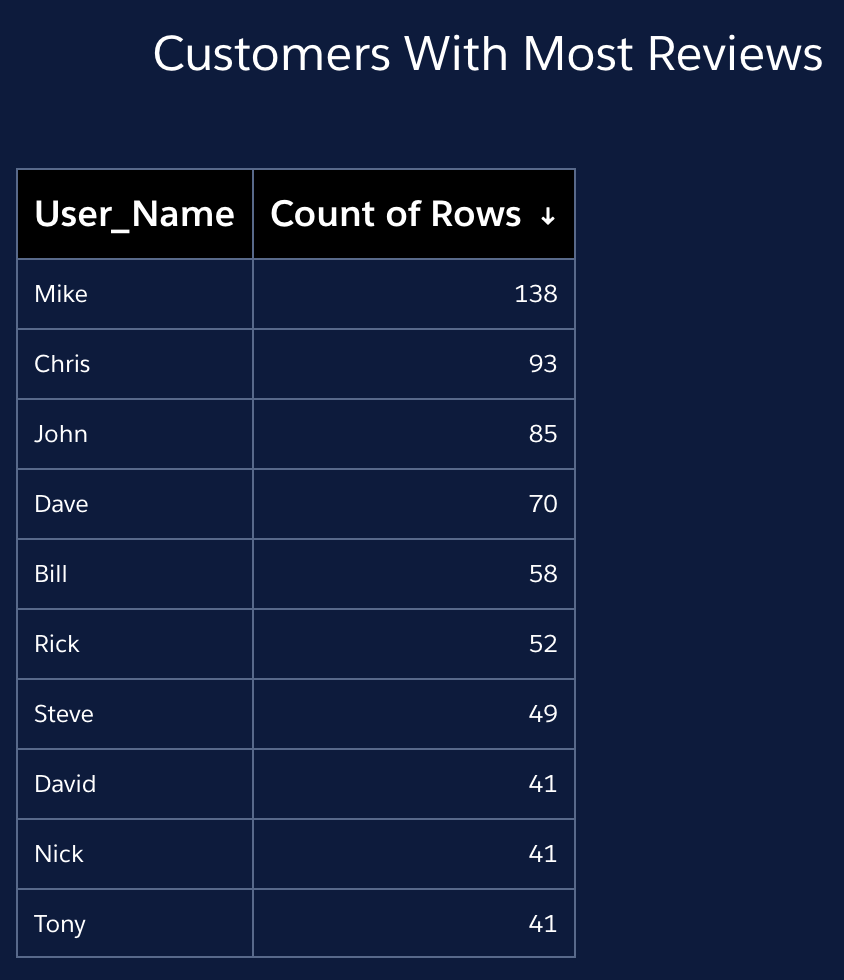 Customers With Most Reviews
User_Name Count of Rows ↓
Mike 138
Chris 93
John 85
Dave 70
Bill 58
Rick 52
Steve 49
David 41
Nick 41
Tony 41